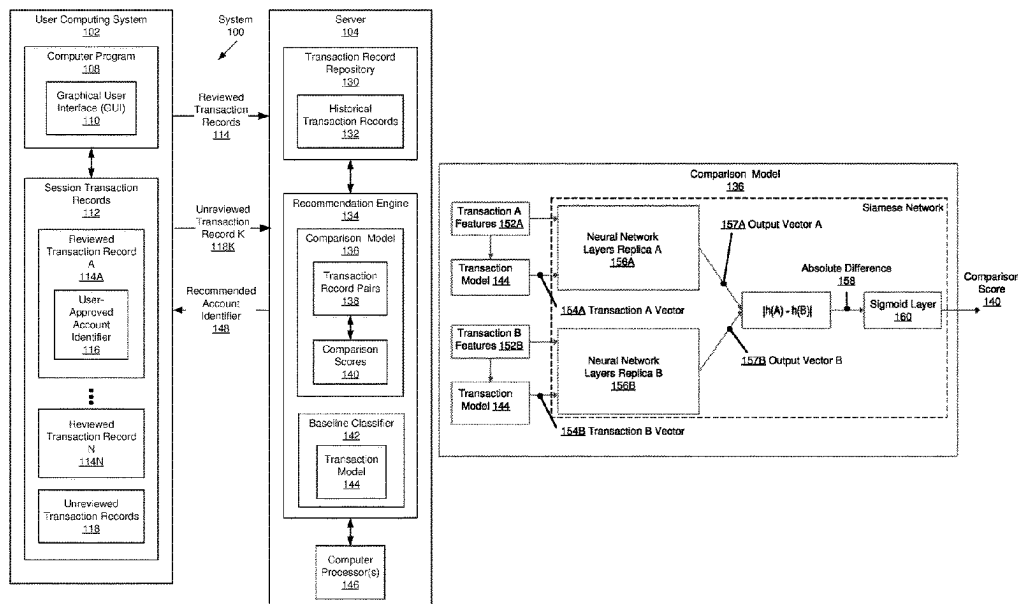 User Computing System
102
Computer Program
108
Graphical User
Interface (GUI)
110
Session Transaction
Records
112
Reviewed
Transaction Record
A
114A
User-
Approved
Account
Identifier
116
Reviewed
Transaction Record
N
114N
Unreviewed
Transaction Records
118
System
100
Reviewed
Transaction
Records
114
Unreviewed
Transaction
Record K
118K
Recommended
Account
Identifier
148
Server
104
Transaction Record
Repository
130
Historical
Transaction Records
132
Recommendation Engine
134
Comparison Model
136
Transaction
Record Pairs
138
Comparison
Scores
140
Baseline Classifier
142
Transaction
Model
144
Computer
Processor(s)
146
Comparison Model
136
Siamese Network
Transaction A
Features 152A
Transaction
Model 144
154A Transaction A Vector
Neural Network
Layers Replica A
156A
157A Output Vector A
Transaction B
Features 152B
Transaction
Model 144
154B Transaction B Vector
Neural Network
Layers Replica B
156B
157B Output Vector B
|h(A) - h(B)|
Absolute Difference
158
Sigmoid Layer
160
Comparison
Score
140